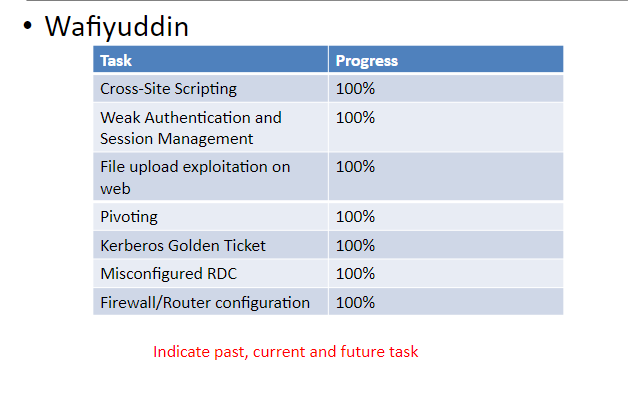 • Wafiyuddin
Task Progress
Cross-Site Scripting 100%
Weak Authentication and 100%
Session Management
File upload exploitation on 100%
web
Pivoting 100%
Kerberos Golden Ticket 100%
Misconfigured RDC 100%
Firewall/Router configuration 100%
Indicate past, current and future task